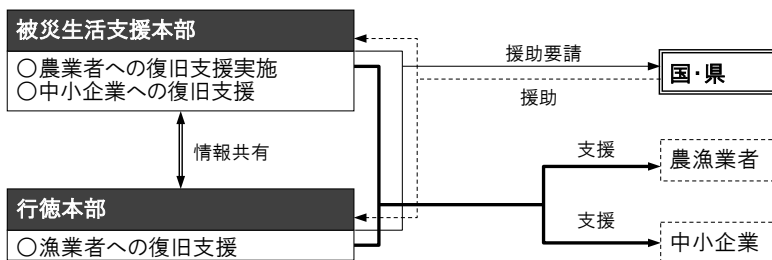 被災生活支援本部
○農業者への復旧支援実施
○中小企業への復旧支援
援助要請
国・県
援助
情報共有
支援
農漁業者
行徳本部
○漁業者への復旧支援
支援
中小企業